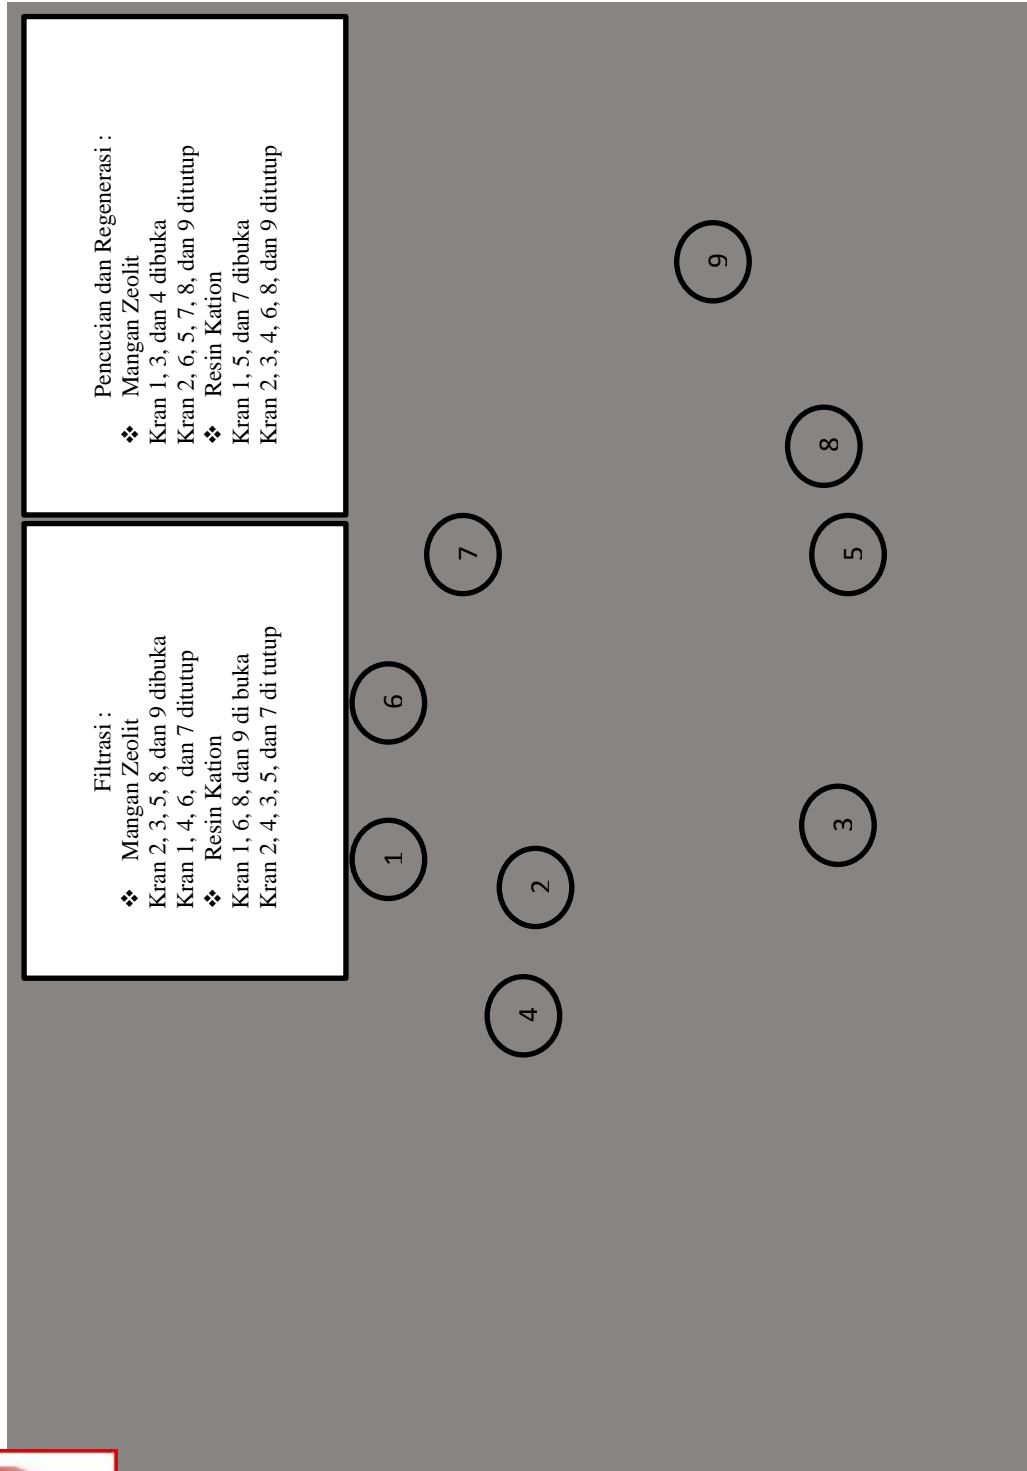 Filtrasi :
❖ Mangan Zeolit
Kran 2, 3, 5, 8, dan 9 dibuka
Kran 1, 4, 6, dan 7 ditutup
❖ Resin Kation
Kran 1, 6, 8, dan 9 di buka
Kran 2, 4, 3, 5, dan 7 di tutup
Pencucian dan Regenerasi :
❖ Mangan Zeolit
Kran 1, 3, dan 4 dibuka
Kran 2, 6, 5, 7, 8, dan 9 ditutup
❖ Resin Kation
Kran 1, 5, dan 7 dibuka
Kran 2, 3, 4, 6, 8, dan 9 ditutup
1
6
7
4
2
9
3
8
5